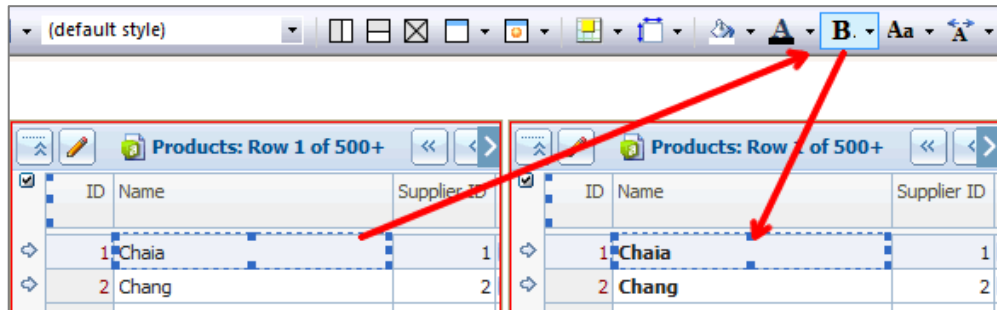 (default style) A B. Aa A
Products: Row 1 of 500+ Products: Row 1 of 500+
ID Name Supplier ID ID Name Supplier ID
1 Chaia 1 1 Chaia 1
2 Chang 2 2 Chang 2